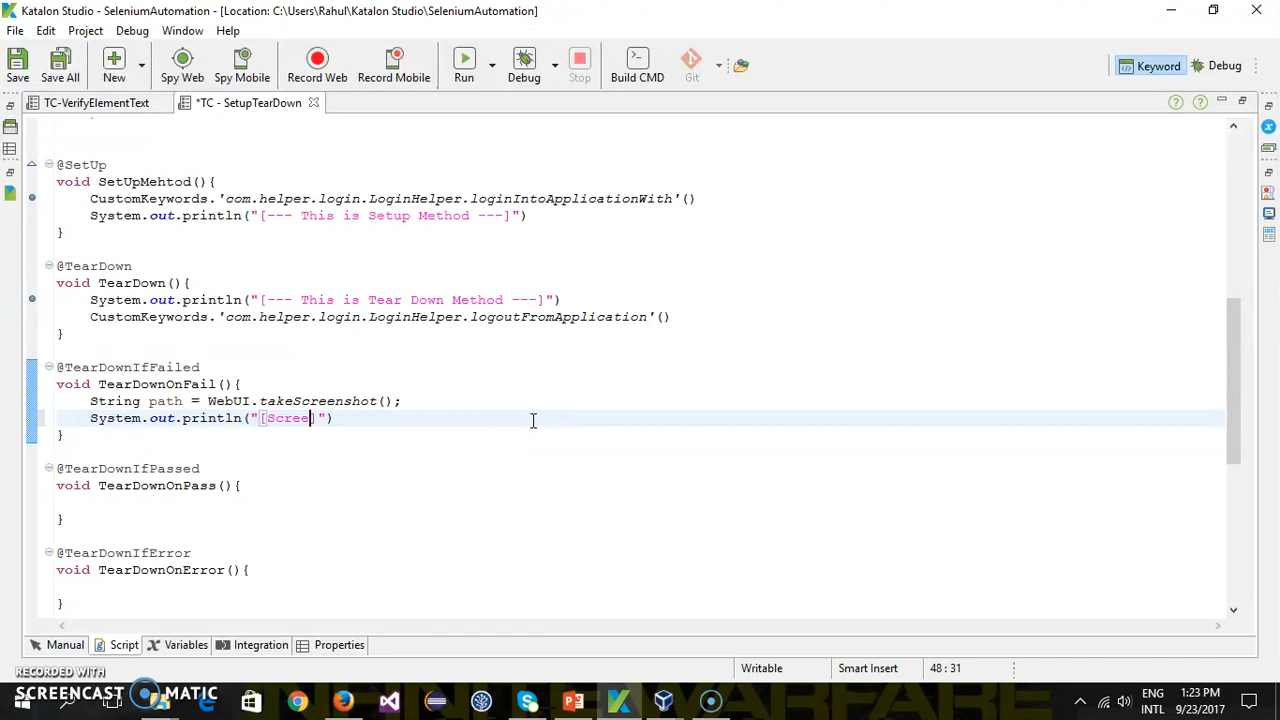 Katalon Studio - SeleniumAutomation - [Location: C:\Users\Rahul\Katalon Studio\SeleniumAutomation]
File Edit Project Debug Window Help
Save Save All New Spy Web Spy Mobile Record Web Record Mobile Run Debug Stop Build CMD Git Keyword Debug
TC-VerifyElementText *TC - SetupTearDown
@SetUp
void SetUpMehtod(){
CustomKeywords.'com.helper.login.LoginHelper.loginIntoApplicationWith'()
System.out.println("[--- This is Setup Method ---]")
}
@TearDown
void TearDown(){
System.out.println("[--- This is Tear Down Method ---]")
CustomKeywords.'com.helper.login.LoginHelper.logoutFromApplication'()
}
@TearDownIfFailed
void TearDownOnFail(){
String path = WebUI.takeScreenshot();
System.out.println("[Scree]")
}
@TearDownIfPassed
void TearDownOnPass(){
}
@TearDownIfError
void TearDownOnError(){
}
Manual Script Variables Integration Properties
Writable Smart Insert 48 : 31
RECORDED WITH
SCREENCAST MATIC
ENG 1:23 PM
INTL 9/23/2017